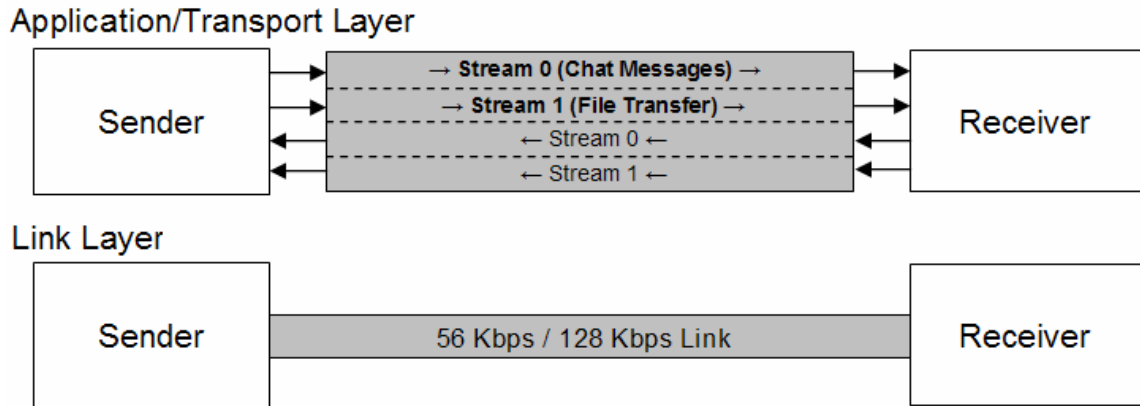 Application/Transport Layer
Sender
→ Stream 0 (Chat Messages) →
→ Stream 1 (File Transfer) →
← Stream 0 ←
← Stream 1 ←
Receiver
Link Layer
Sender
56 Kbps / 128 Kbps Link
Receiver